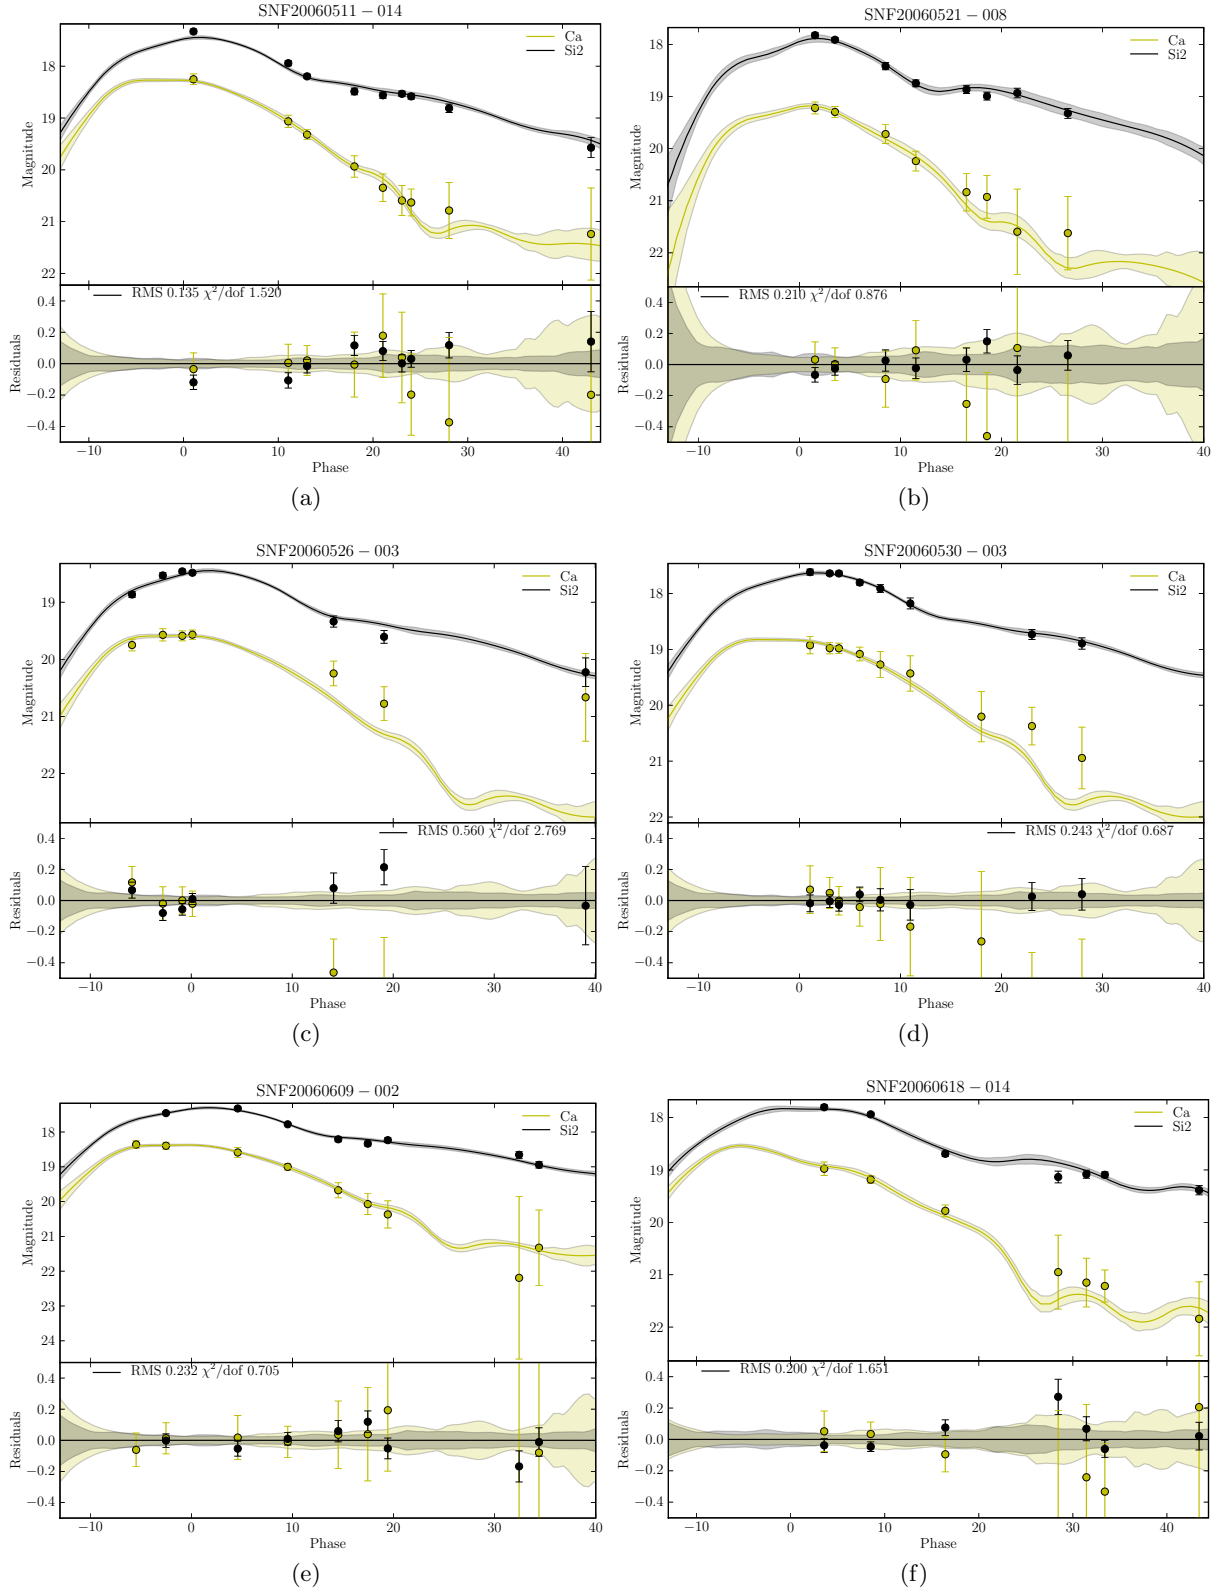 SNF20060511 − 014
Ca
Si2
18
19
20
21
22
Magnitude
RMS 0.135 χ²/dof 1.520
0.4
0.2
0.0
−0.2
−0.4
Residuals
−10 0 10 20 30 40
Phase
(a)
SNF20060521 − 008
Ca
Si2
18
19
20
21
22
Magnitude
RMS 0.210 χ²/dof 0.876
0.4
0.2
0.0
−0.2
−0.4
Residuals
−10 0 10 20 30 40
Phase
(b)
SNF20060526 − 003
Ca
Si2
19
20
21
22
Magnitude
RMS 0.560 χ²/dof 2.769
0.4
0.2
0.0
−0.2
−0.4
Residuals
−10 0 10 20 30 40
Phase
(c)
SNF20060530 − 003
Ca
Si2
18
19
20
21
22
Magnitude
RMS 0.243 χ²/dof 0.687
0.4
0.2
0.0
−0.2
−0.4
Residuals
−10 0 10 20 30 40
Phase
(d)
SNF20060609 − 002
Ca
Si2
18
19
20
21
22
23
24
Magnitude
RMS 0.232 χ²/dof 0.705
0.4
0.2
0.0
−0.2
−0.4
Residuals
−10 0 10 20 30 40
Phase
(e)
SNF20060618 − 014
Ca
Si2
18
19
20
21
22
Magnitude
RMS 0.200 χ²/dof 1.651
0.4
0.2
0.0
−0.2
−0.4
Residuals
−10 0 10 20 30 40
Phase
(f)